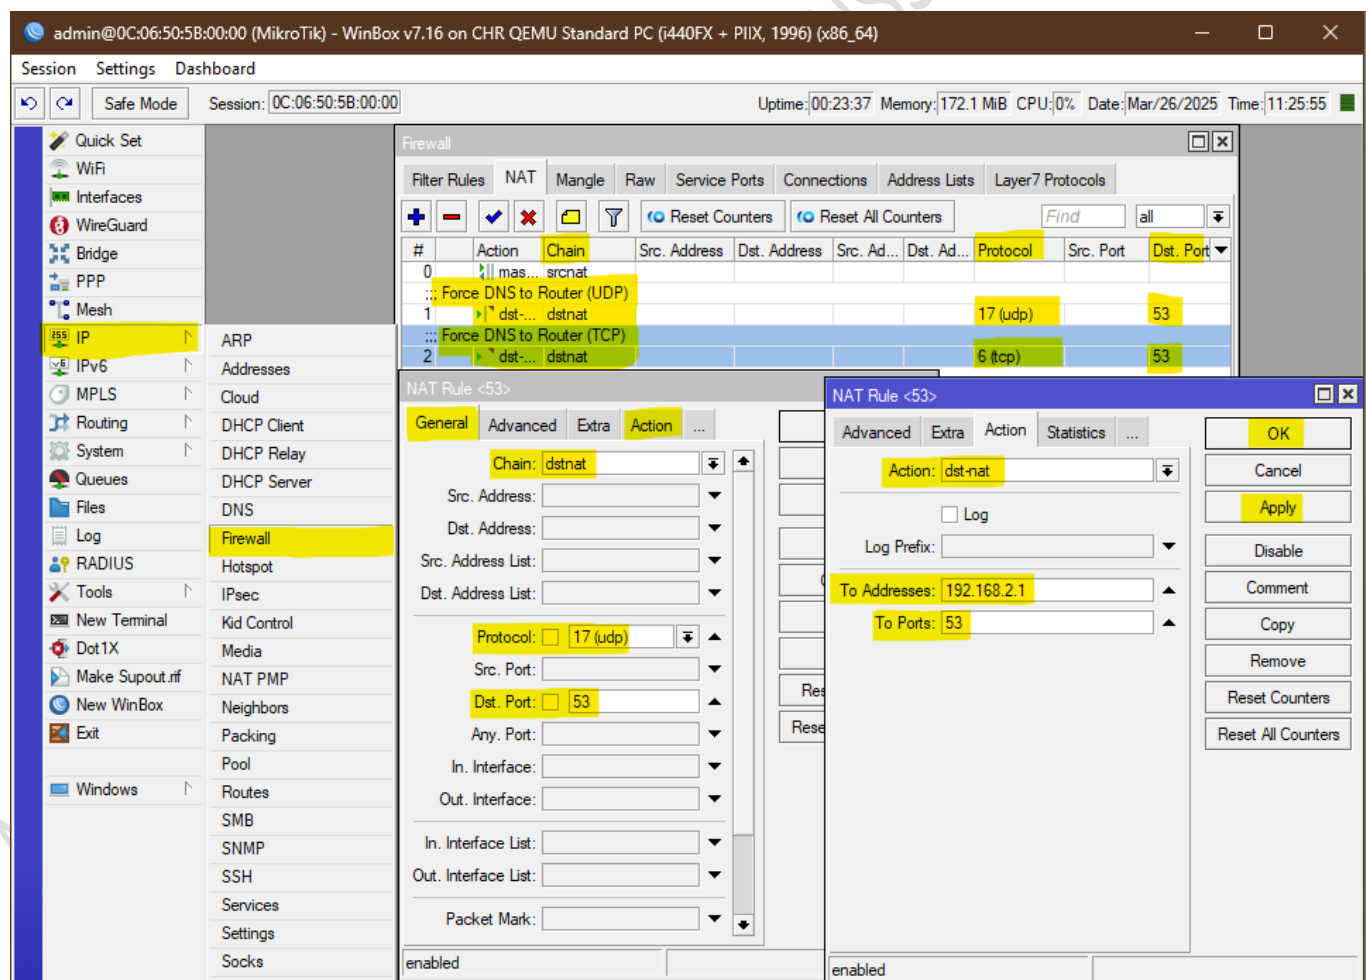 admin@0C:06:50:5B:00:00 (MikroTik) - WinBox v7.16 on CHR QEMU Standard PC (i440FX + PIIX, 1996) (x86_64)
Session Settings Dashboard
Safe Mode Session: 0C:06:50:5B:00:00 Uptime: 00:23:37 Memory: 172.1 MiB CPU: 0% Date: Mar/26/2025 Time: 11:25:55
Quick Set
WiFi
Interfaces
WireGuard
Bridge
PPP
Mesh
IP
IPv6
MPLS
Routing
System
Queues
Files
Log
RADIUS
Tools
New Terminal
Dot1X
Make Supout.rif
New WinBox
Exit
Windows
ARP
Addresses
Cloud
DHCP Client
DHCP Relay
DHCP Server
DNS
Firewall
Hotspot
IPsec
Kid Control
Media
NAT PMP
Neighbors
Packing
Pool
Routes
SMB
SNMP
SSH
Services
Settings
Socks
Firewall
Filter Rules NAT Mangle Raw Service Ports Connections Address Lists Layer7 Protocols
Reset Counters Reset All Counters Find all
# Action Chain Src. Address Dst. Address Src. Ad... Dst. Ad... Protocol Src. Port Dst. Port
0 mas... srcnat
;;; Force DNS to Router (UDP)
1 dst-... dstnat 17 (udp) 53
;;; Force DNS to Router (TCP)
2 dst-... dstnat 6 (tcp) 53
NAT Rule <53>
General Advanced Extra Action ...
Chain: dstnat
Src. Address:
Dst. Address:
Src. Address List:
Dst. Address List:
Protocol: 17 (udp)
Src. Port:
Dst. Port: 53
Any. Port:
In. Interface:
Out. Interface:
In. Interface List:
Out. Interface List:
Packet Mark:
enabled
NAT Rule <53>
Advanced Extra Action Statistics ...
Action: dst-nat
Log
Log Prefix:
To Addresses: 192.168.2.1
To Ports: 53
OK
Cancel
Apply
Disable
Comment
Copy
Remove
Reset Counters
Reset All Counters
enabled